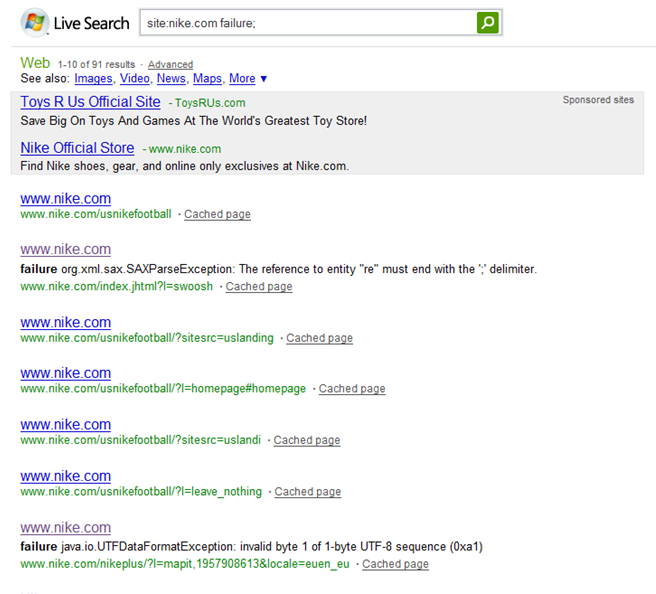 Live Search
site:nike.com failure;
Web 1-10 of 91 results · Advanced
See also: Images, Video, News, Maps, More ▼
Toys R Us Official Site - ToysRUs.com
Sponsored sites
Save Big On Toys And Games At The World's Greatest Toy Store!
Nike Official Store - www.nike.com
Find Nike shoes, gear, and online only exclusives at Nike.com.
www.nike.com
www.nike.com/usnikefootball · Cached page
www.nike.com
failure org.xml.sax.SAXParseException: The reference to entity "re" must end with the ';' delimiter.
www.nike.com/index.jhtml?l=swoosh · Cached page
www.nike.com
www.nike.com/usnikefootball/?sitesrc=uslanding · Cached page
www.nike.com
www.nike.com/usnikefootball/?l=homepage#homepage · Cached page
www.nike.com
www.nike.com/usnikefootball/?sitesrc=uslandi · Cached page
www.nike.com
www.nike.com/usnikefootball/?l=leave_nothing · Cached page
www.nike.com
failure java.io.UTFDataFormatException: invalid byte 1 of 1-byte UTF-8 sequence (0xa1)
www.nike.com/nikeplus/?l=mapit,1957908613&locale=euen_eu · Cached page